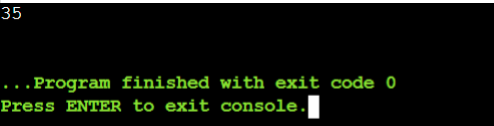 35
...Program finished with exit code 0
Press ENTER to exit console.